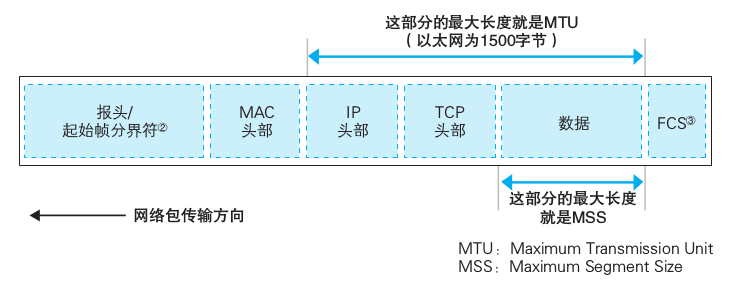 这部分的最大长度就是MTU
（以太网为1500字节）
报头/
起始帧分界符②
MAC
头部
IP
头部
TCP
头部
数据
FCS③
这部分的最大长度
就是MSS
网络包传输方向
MTU：Maximum Transmission Unit
MSS：Maximum Segment Size